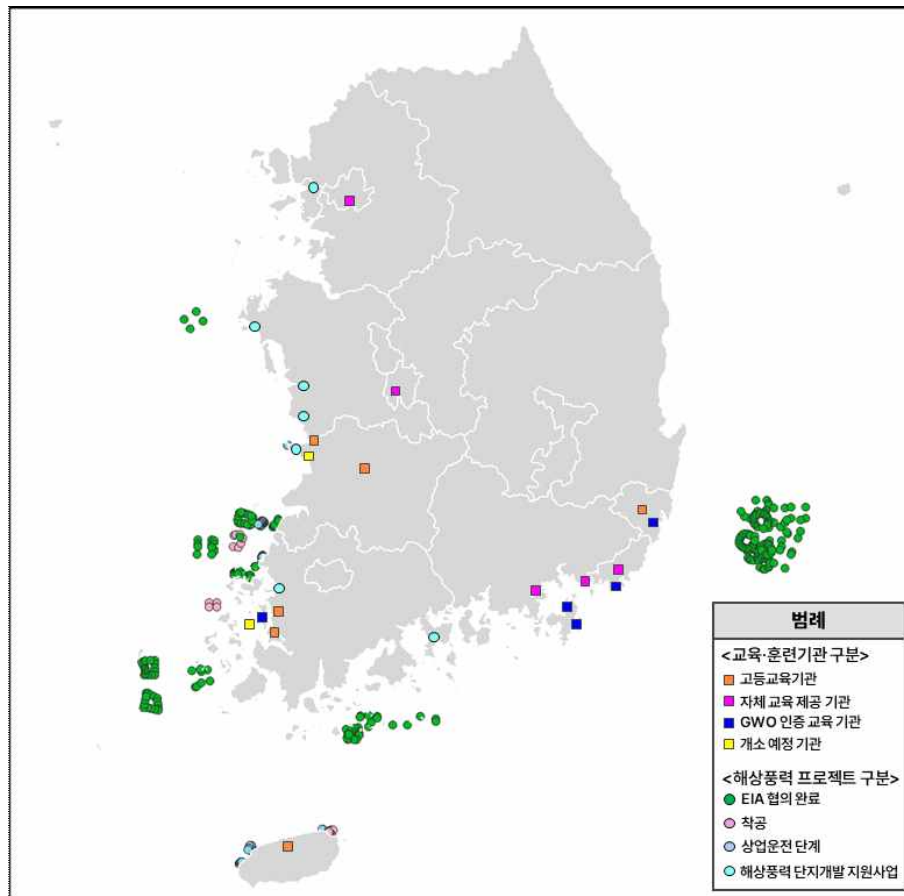 범례
<교육·훈련기관 구분>
고등교육기관
자체 교육 제공 기관
GWO 인증 교육 기관
개소 예정 기관
<해상풍력 프로젝트 구분>
EIA 협의 완료
착공
상업운전 단계
해상풍력 단지개발 지원사업